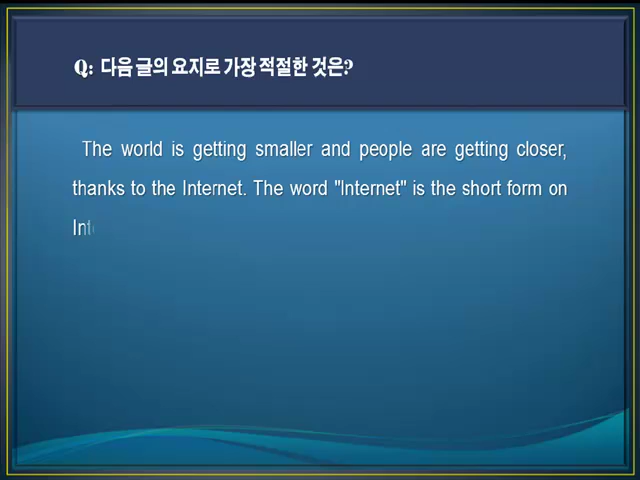 Q: 다음 글의 요지로 가장 적절한 것은?
The world is getting smaller and people are getting closer,
thanks to the Internet. The word "Internet" is the short form on
Int